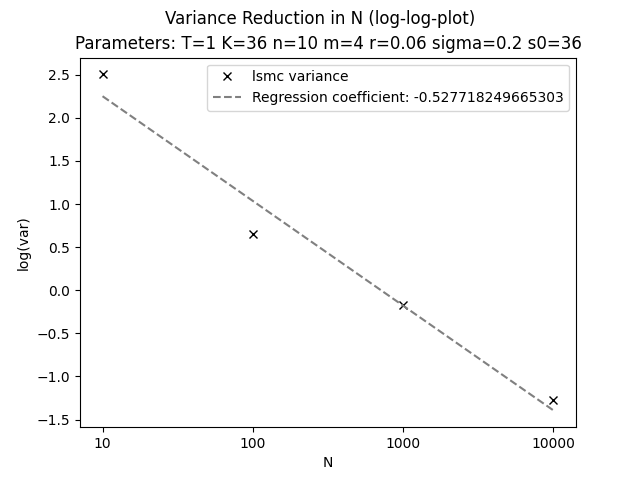 Variance Reduction in N (log-log-plot)
Parameters: T=1 K=36 n=10 m=4 r=0.06 sigma=0.2 s0=36
lsmc variance
Regression coefficient: -0.527718249665303
log(var)
2.5
2.0
1.5
1.0
0.5
0.0
−0.5
−1.0
−1.5
10
100
1000
10000
N